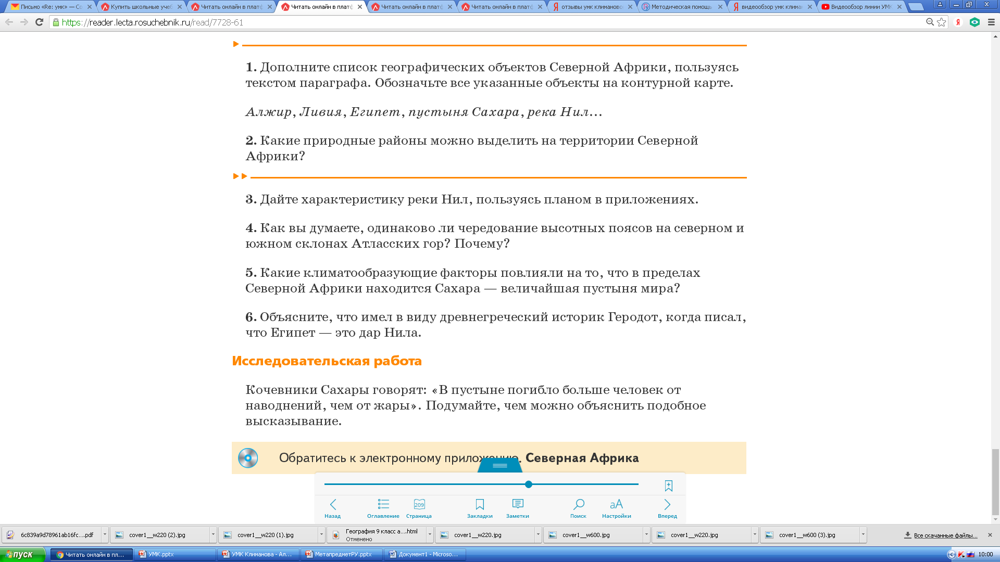 Письмо «Re: умк» — Со
Купить школьные учеб
Читать онлайн в платф
Читать онлайн в платф
Читать онлайн в платф
Читать онлайн в платф
отзывы умк климаново
Методическая помощь
видеообзор умк клима
Видеообзор линии УМК
https://reader.lecta.rosuchebnik.ru/read/7728-61
1. Дополните список географических объектов Северной Африки, пользуясь
текстом параграфа. Обозначьте все указанные объекты на контурной карте.
Алжир, Ливия, Египет, пустыня Сахара, река Нил...
2. Какие природные районы можно выделить на территории Северной
Африки?
3. Дайте характеристику реки Нил, пользуясь планом в приложениях.
4. Как вы думаете, одинаково ли чередование высотных поясов на северном и
южном склонах Атласских гор? Почему?
5. Какие климатообразующие факторы повлияли на то, что в пределах
Северной Африки находится Сахара — величайшая пустыня мира?
6. Объясните, что имел в виду древнегреческий историк Геродот, когда писал,
что Египет — это дар Нила.
Исследовательская работа
Кочевники Сахары говорят: «В пустыне погибло больше человек от
наводнений, чем от жары». Подумайте, чем можно объяснить подобное
высказывание.
Обратитесь к электронному приложению. Северная Африка
209
aA
Назад
Оглавление
Страница
Закладки
Заметки
Поиск
Настройки
Вперед
6c839a9d78961ab16fc....pdf
cover1__w220 (2).jpg
cover1__w220 (1).jpg
География 9 класс а....html
Отменено
cover1__w220.jpg
cover1__w600.jpg
cover1__w220.jpg
cover1__w600 (3).jpg
Все скачанные файлы...
пуск
Читать онлайн в пл...
УМК.pptx
УМК Климанова - Ал...
МетапредметРУ.pptx
Документ1 - Microso...
10:00